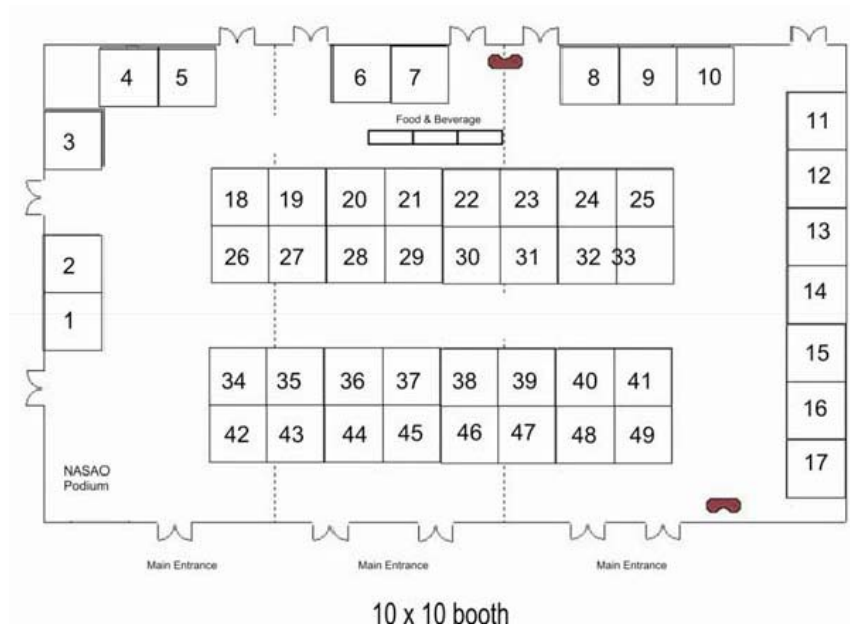 4 5 6 7 8 9 10
Food & Beverage
3
11
12
18 19 20 21 22 23 24 25
2
26 27 28 29 30 31 32 33
13
1
14
34 35 36 37 38 39 40 41
15
42 43 44 45 46 47 48 49
16
17
NASAO
Podium
Main Entrance Main Entrance Main Entrance
10 x 10 booth